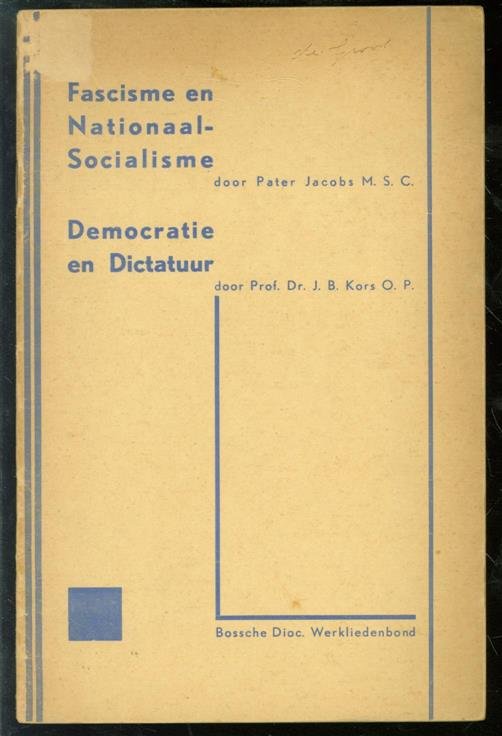 Fascisme en
Nationaal-
Socialisme
door Pater Jacobs M. S. C.
Democratie
en Dictatuur
door Prof. Dr. J. B. Kors O. P.
Bossche Dioc. Werkliedenbond